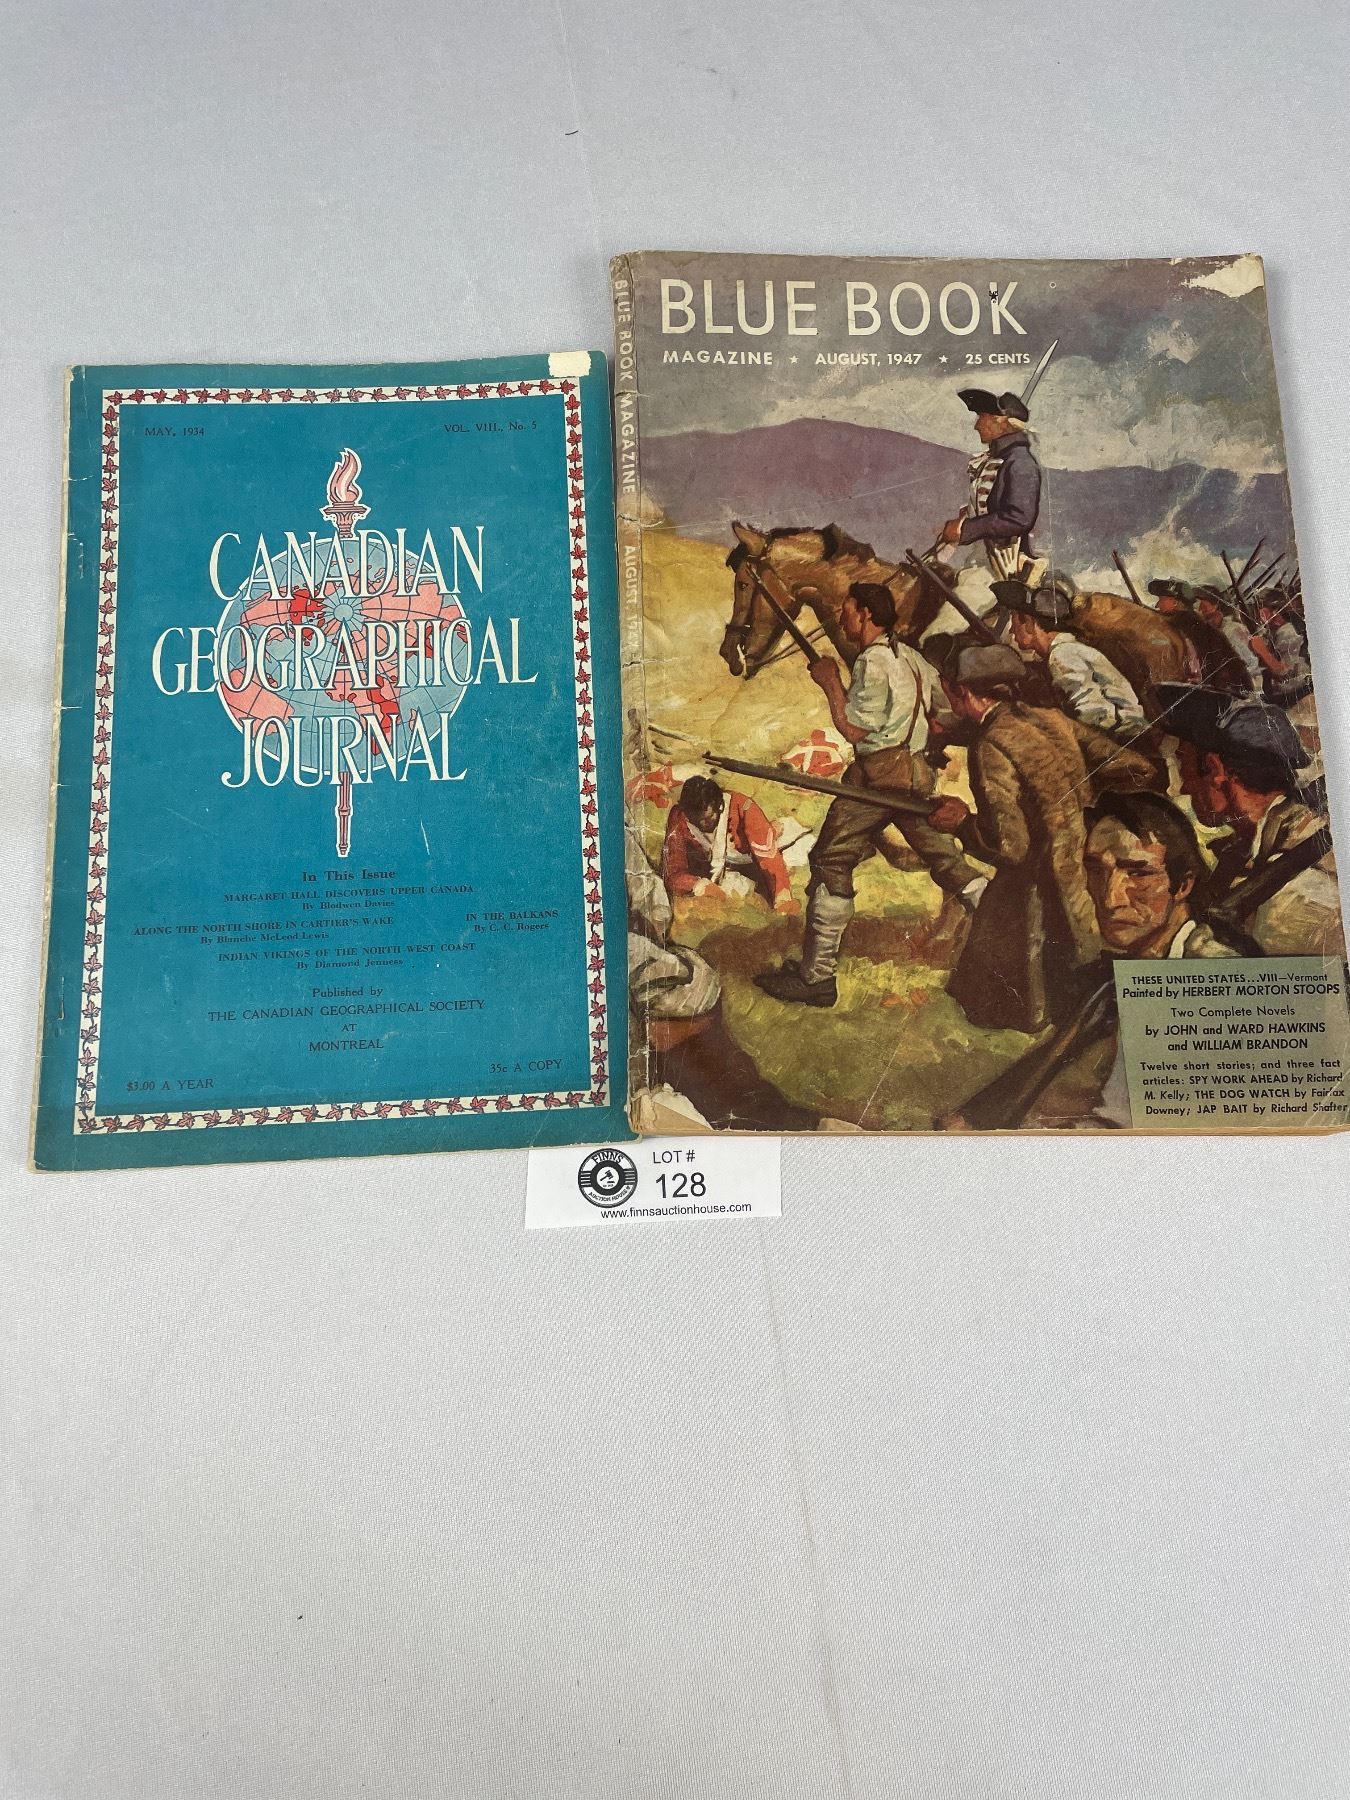 MAY, 1934
VOL. VIII., No. 5
CANADIAN
GEOGRAPHICAL
JOURNAL
In This Issue
MARGARET HALL DISCOVERS UPPER CANADA
By Blodwen Davies
ALONG THE NORTH SHORE IN CARTIER'S WAKE
By Blanche McLeod Lewis
IN THE BALKANS
By C. C. Rogers
INDIAN VIKINGS OF THE NORTH WEST COAST
By Diamond Jenness
Published by
THE CANADIAN GEOGRAPHICAL SOCIETY
AT
MONTREAL
$3.00 A YEAR
35c A COPY
BLUE BOOK MAGAZINE AUGUST, 1947
BLUE BOOK
MAGAZINE ★ AUGUST, 1947 ★ 25 CENTS
THESE UNITED STATES...VIII—Vermont
Painted by HERBERT MORTON STOOPS
Two Complete Novels
by JOHN and WARD HAWKINS
and WILLIAM BRANDON
Twelve short stories; and three fact
articles: SPY WORK AHEAD by Richard
M. Kelly; THE DOG WATCH by Fairfax
Downey; JAP BAIT by Richard Shafter
FINNS
AUCTION HOUSE
LOT #
128
www.finnsauctionhouse.com